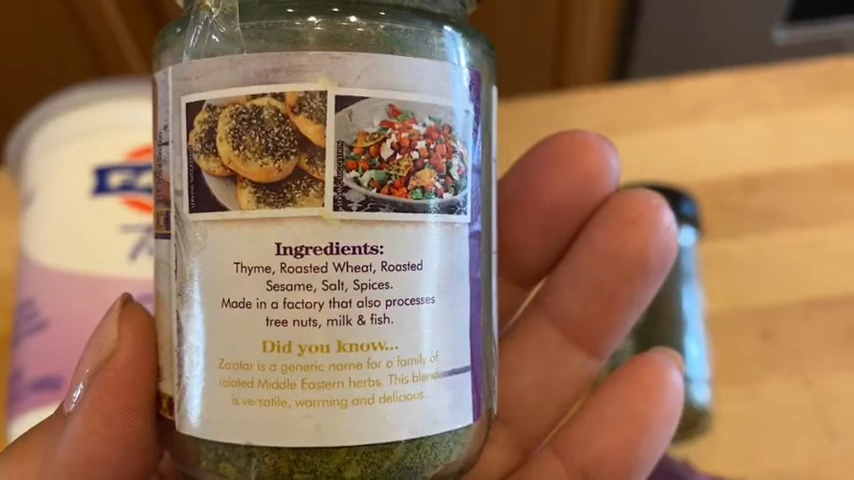 Ingredients:
Thyme, Roasted Wheat, Roasted
Sesame, Salt, Spices.
Made in a factory that also processes
tree nuts, milk & fish.
Did you know...
Za'atar is a generic name for a family of
related Middle Eastern herbs. This blend
is versatile, warming and delicious.